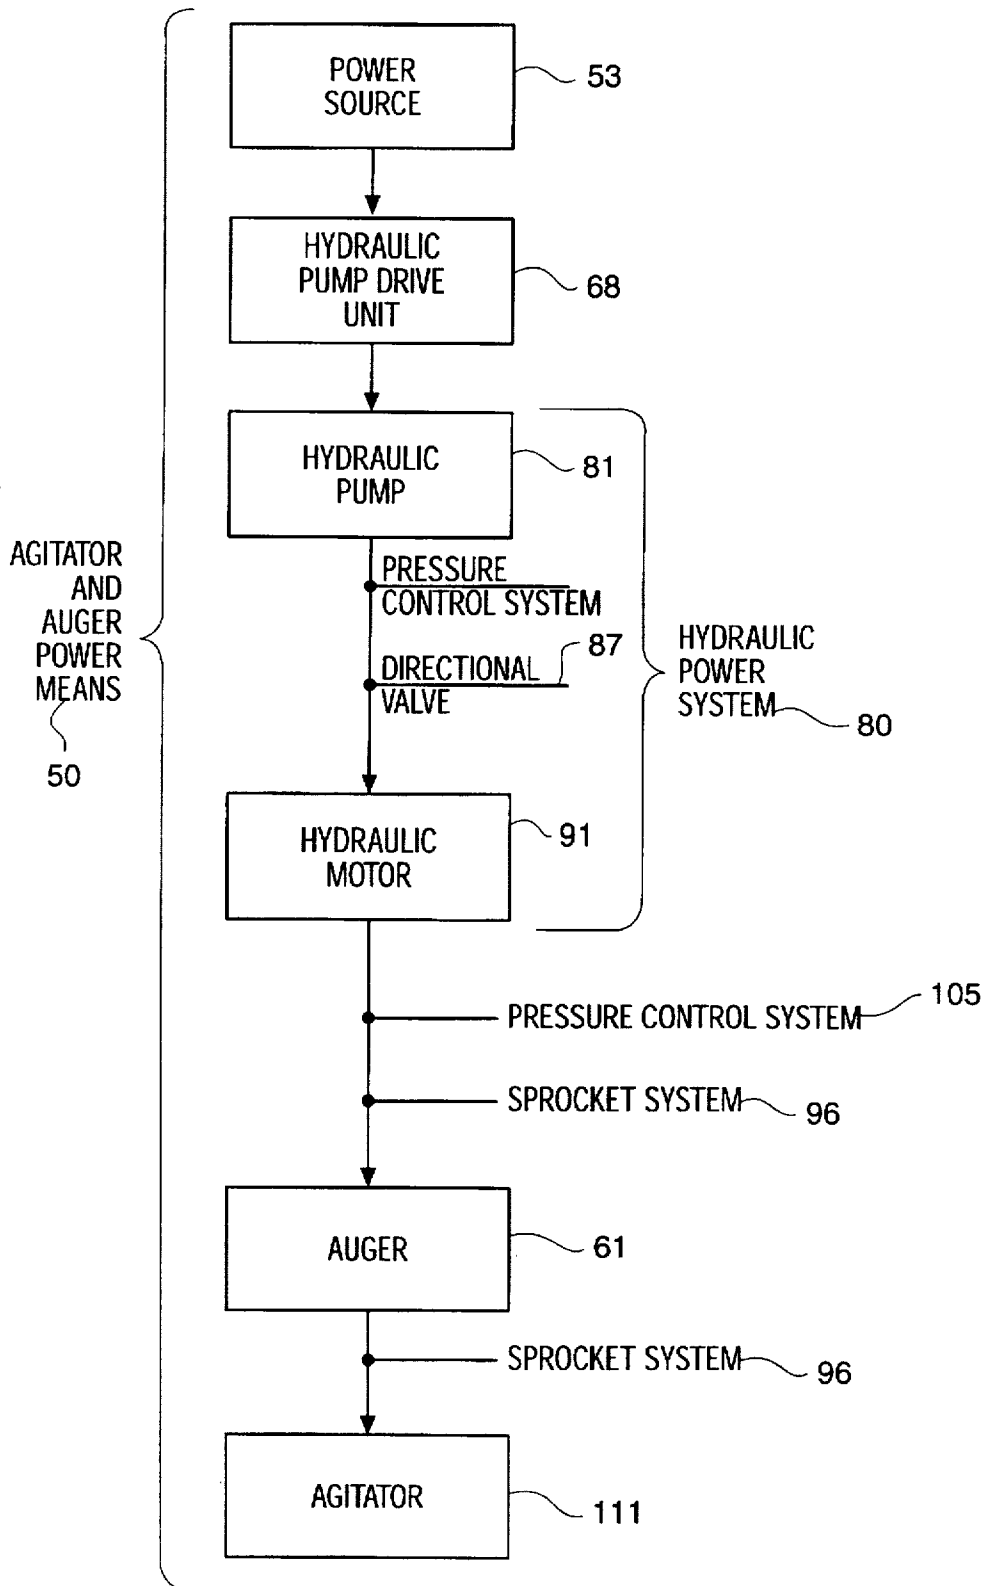 POWER
SOURCE
53
HYDRAULIC
PUMP DRIVE
UNIT
68
HYDRAULIC
PUMP
81
PRESSURE
CONTROL SYSTEM
DIRECTIONAL
VALVE
87
HYDRAULIC
POWER
SYSTEM
80
AGITATOR
AND
AUGER
POWER
MEANS
50
HYDRAULIC
MOTOR
91
PRESSURE CONTROL SYSTEM
105
SPROCKET SYSTEM
96
AUGER
61
SPROCKET SYSTEM
96
AGITATOR
111